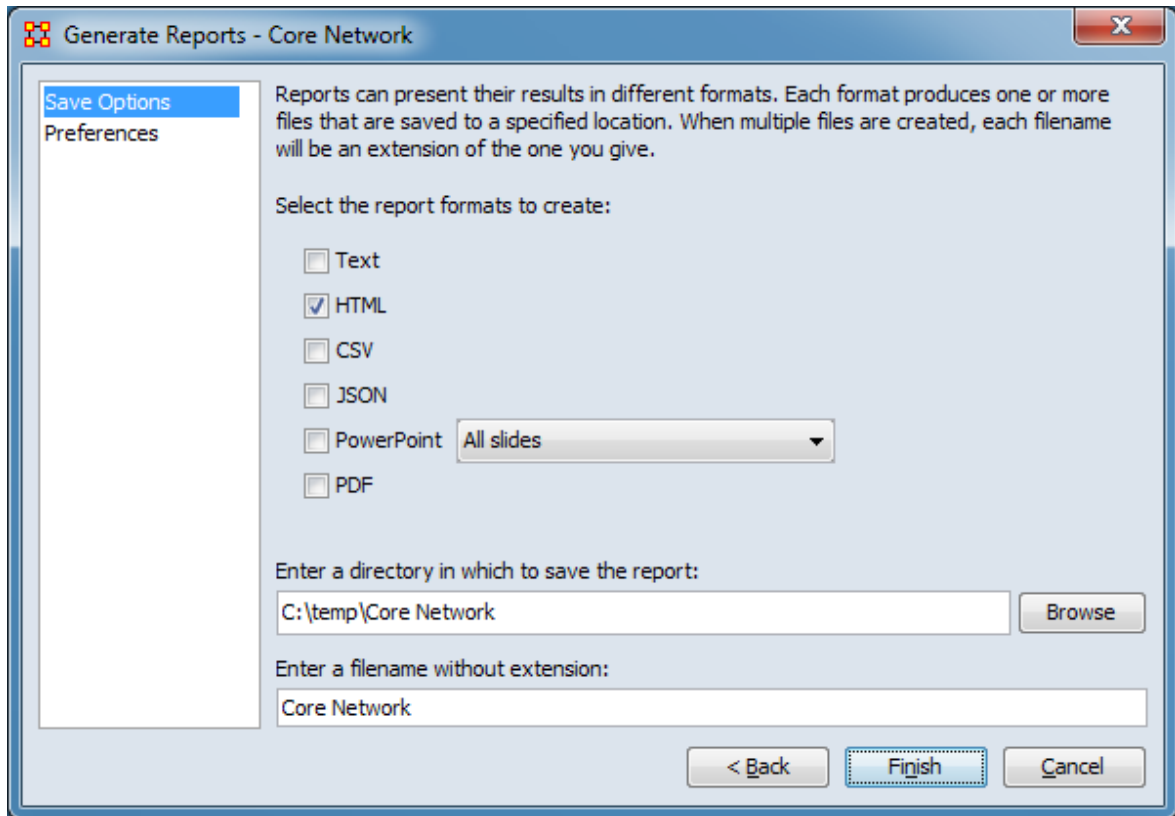 Generate Reports - Core Network
X
Save Options
Preferences
Reports can present their results in different formats. Each format produces one or more
files that are saved to a specified location. When multiple files are created, each filename
will be an extension of the one you give.
Select the report formats to create:
Text
HTML
CSV
JSON
PowerPoint All slides
PDF
Enter a directory in which to save the report:
C:\temp\Core Network Browse
Enter a filename without extension:
Core Network
< Back Finish Cancel